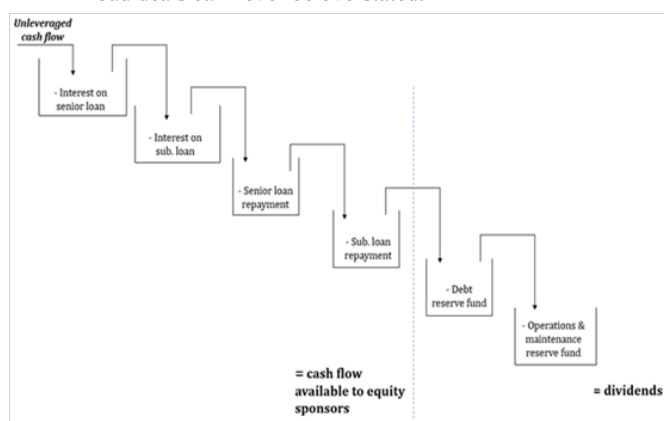 Unleveraged
cash flow
- Interest on
senior loan
- Interest on
sub. loan
- Senior loan
repayment
- Sub. loan
repayment
- Debt
reserve fund
- Operations &
maintenance
reserve fund
= cash flow
available to equity
sponsors
= dividends